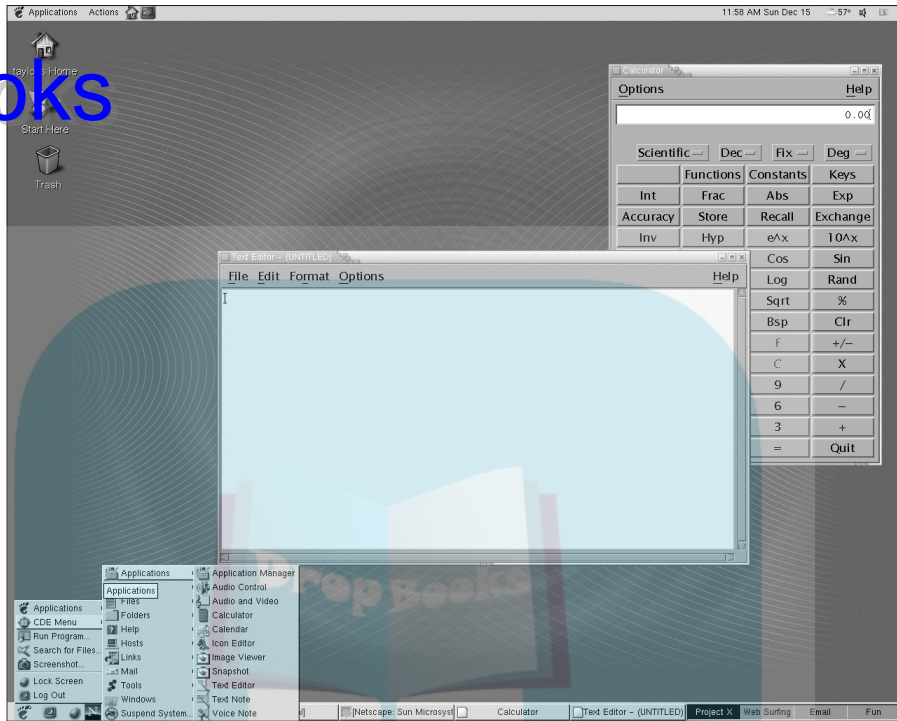 Applications Actions 11:58 AM Sun Dec 15 57°
taylor's Home
oks
Start Here
Trash
Calculator
Options Help
0.00
Scientific Dec Fix Deg
Functions Constants Keys
Int Frac Abs Exp
Accuracy Store Recall Exchange
Inv Hyp e^x 10^x
Cos Sin
Log Rand
Sqrt %
Bsp Clr
F +/-
C X
9 /
6 -
3 +
= Quit
Text Editor - (UNTITLED)
File Edit Format Options Help
Drop Books
Applications
CDE Menu
Run Program...
Search for Files...
Screenshot...
Lock Screen
Log Out
Applications
Applications
Files
Folders
Help
Hosts
Links
Mail
Tools
Windows
Suspend System...
Application Manager
Audio Control
Audio and Video
Calculator
Calendar
Icon Editor
Image Viewer
Snapshot
Text Editor
Text Note
Voice Note
[Netscape: Sun Microsyst Calculator Text Editor - (UNTITLED) Project X Web Surfing Email Fun